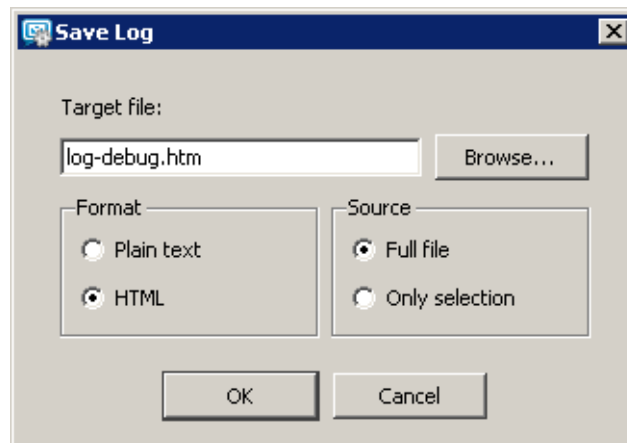 Save Log
Target file:
log-debug.htm
Browse...
Format
Plain text
HTML
Source
Full file
Only selection
OK
Cancel